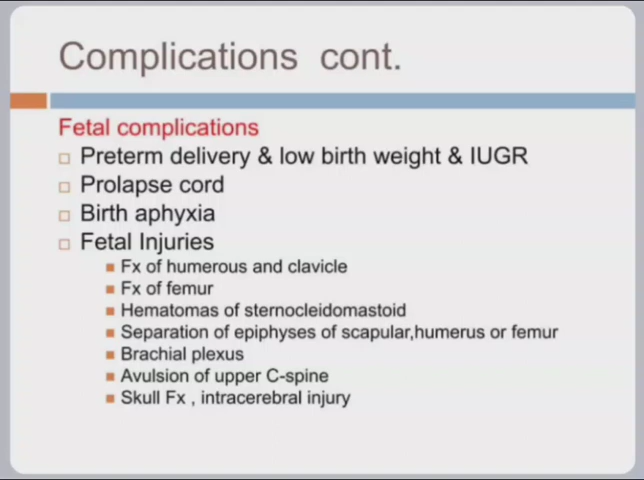 Complications cont.
Fetal complications
Preterm delivery & low birth weight & IUGR
Prolapse cord
Birth aphyxia
Fetal Injuries
Fx of humerous and clavicle
Fx of femur
Hematomas of sternocleidomastoid
Separation of epiphyses of scapular,humerus or femur
Brachial plexus
Avulsion of upper C-spine
Skull Fx , intracerebral injury